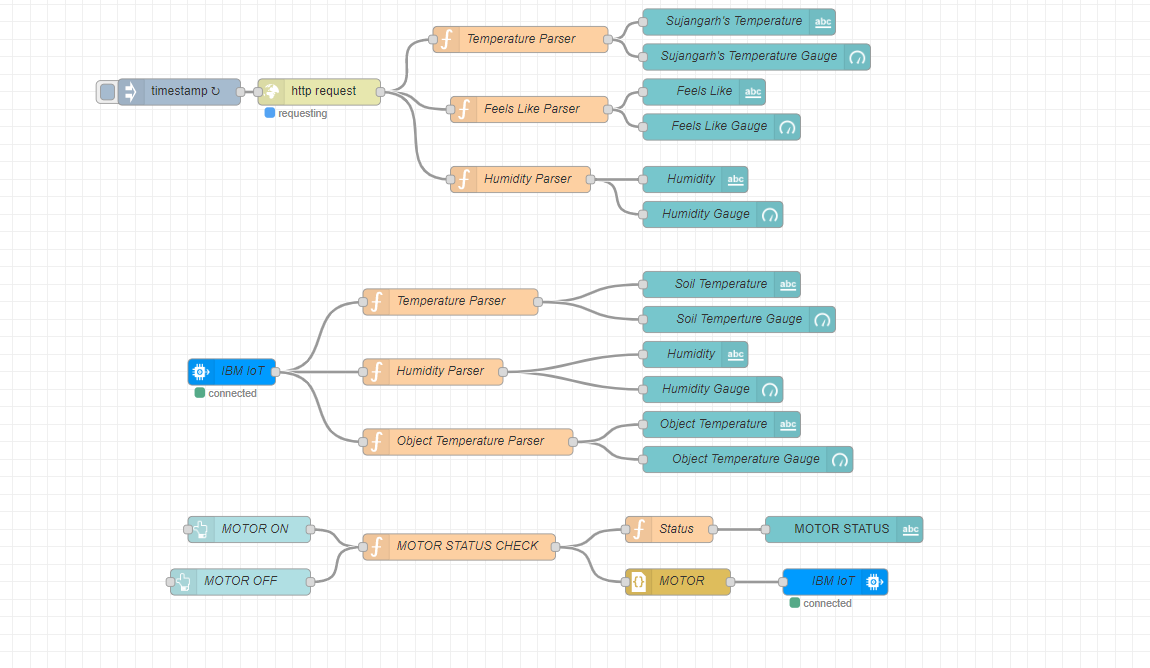 Sujangarh's Temperature abc
Temperature Parser
Sujangarh's Temperature Gauge
timestamp ↻
http request
Feels Like abc
requesting
Feels Like Parser
Feels Like Gauge
Humidity Parser
Humidity abc
Humidity Gauge
Soil Temperature abc
Temperature Parser
Soil Temperture Gauge
Humidity abc
IBM IoT
Humidity Parser
connected
Humidity Gauge
Object Temperature abc
Object Temperature Parser
Object Temperature Gauge
MOTOR ON
Status
MOTOR STATUS abc
MOTOR STATUS CHECK
MOTOR OFF
MOTOR
IBM IoT
connected